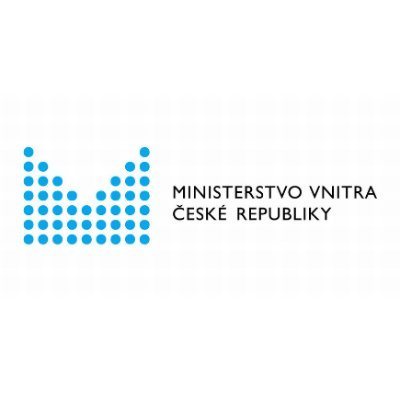 MINISTERSTVO VNITRA
ČESKÉ REPUBLIKY